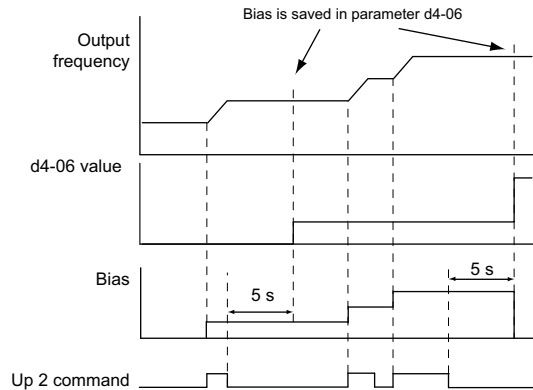 Bias is saved in parameter d4-06
Output
frequency
d4-06 value
Bias
5 s
5 s
Up 2 command